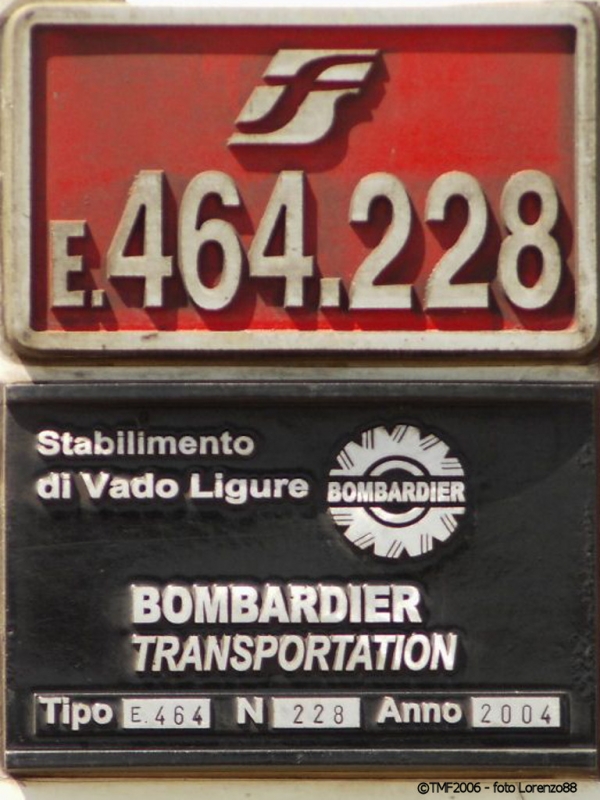 E.464.228
Stabilimento
di Vado Ligure
BOMBARDIER
BOMBARDIER
TRANSPORTATION
Tipo E.464 N 228 Anno 2004
©TMF2006 - foto Lorenzo88